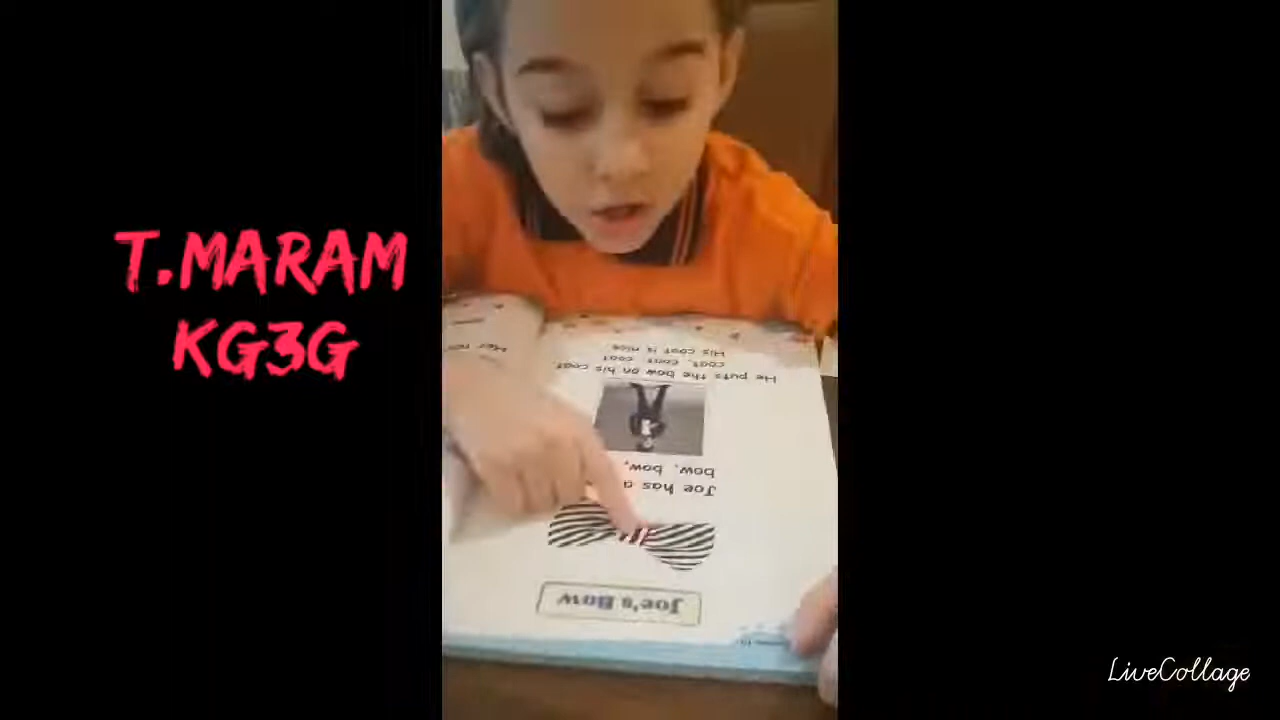 T.MARAM
KG3G
Joe's Bow
Joe has a
bow, bow,
He puts the bow on his coat
coat, coat, coat
His coat is nice
Her
LiveCollage